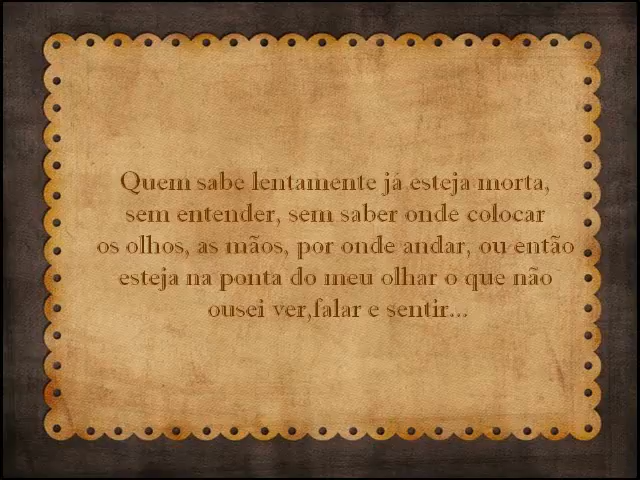 Quem sabe lentamente já esteja morta,
sem entender, sem saber onde colocar
os olhos, as mãos, por onde andar, ou então
esteja na ponta do meu olhar o que não
ousei ver,falar e sentir...